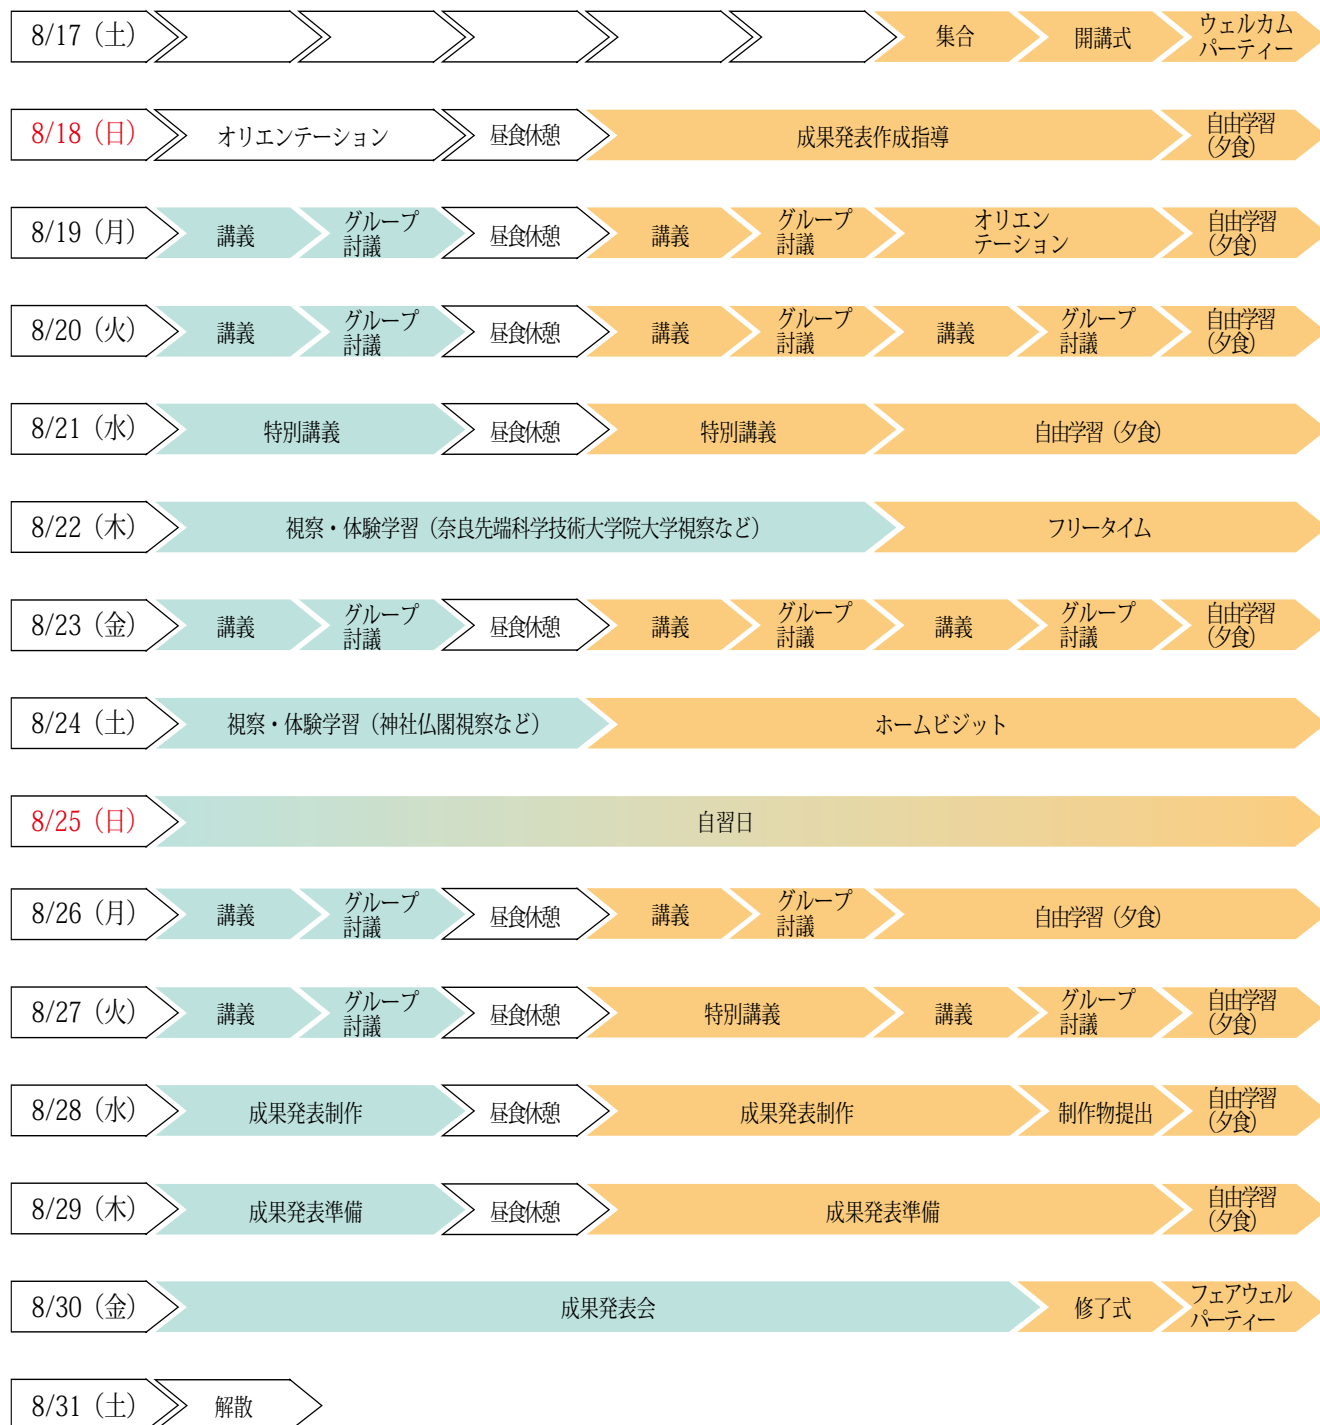 8/17（土） 集合 開講式 ウェルカム
パーティー
8/18（日） オリエンテーション 昼食休憩 成果発表作成指導 自由学習
（夕食）
8/19（月） 講義 グループ
討議 昼食休憩 講義 グループ
討議 オリエン
テーション 自由学習
（夕食）
8/20（火） 講義 グループ
討議 昼食休憩 講義 グループ
討議 講義 グループ
討議 自由学習
（夕食）
8/21（水） 特別講義 昼食休憩 特別講義 自由学習（夕食）
8/22（木） 視察・体験学習（奈良先端科学技術大学院大学視察など） フリータイム
8/23（金） 講義 グループ
討議 昼食休憩 講義 グループ
討議 講義 グループ
討議 自由学習
（夕食）
8/24（土） 視察・体験学習（神社仏閣視察など） ホームビジット
8/25（日） 自習日
8/26（月） 講義 グループ
討議 昼食休憩 講義 グループ
討議 自由学習（夕食）
8/27（火） 講義 グループ
討議 昼食休憩 特別講義 講義 グループ
討議 自由学習
（夕食）
8/28（水） 成果発表制作 昼食休憩 成果発表制作 制作物提出 自由学習
（夕食）
8/29（木） 成果発表準備 昼食休憩 成果発表準備 自由学習
（夕食）
8/30（金） 成果発表会 修了式 フェアウェル
パーティー
8/31（土） 解散